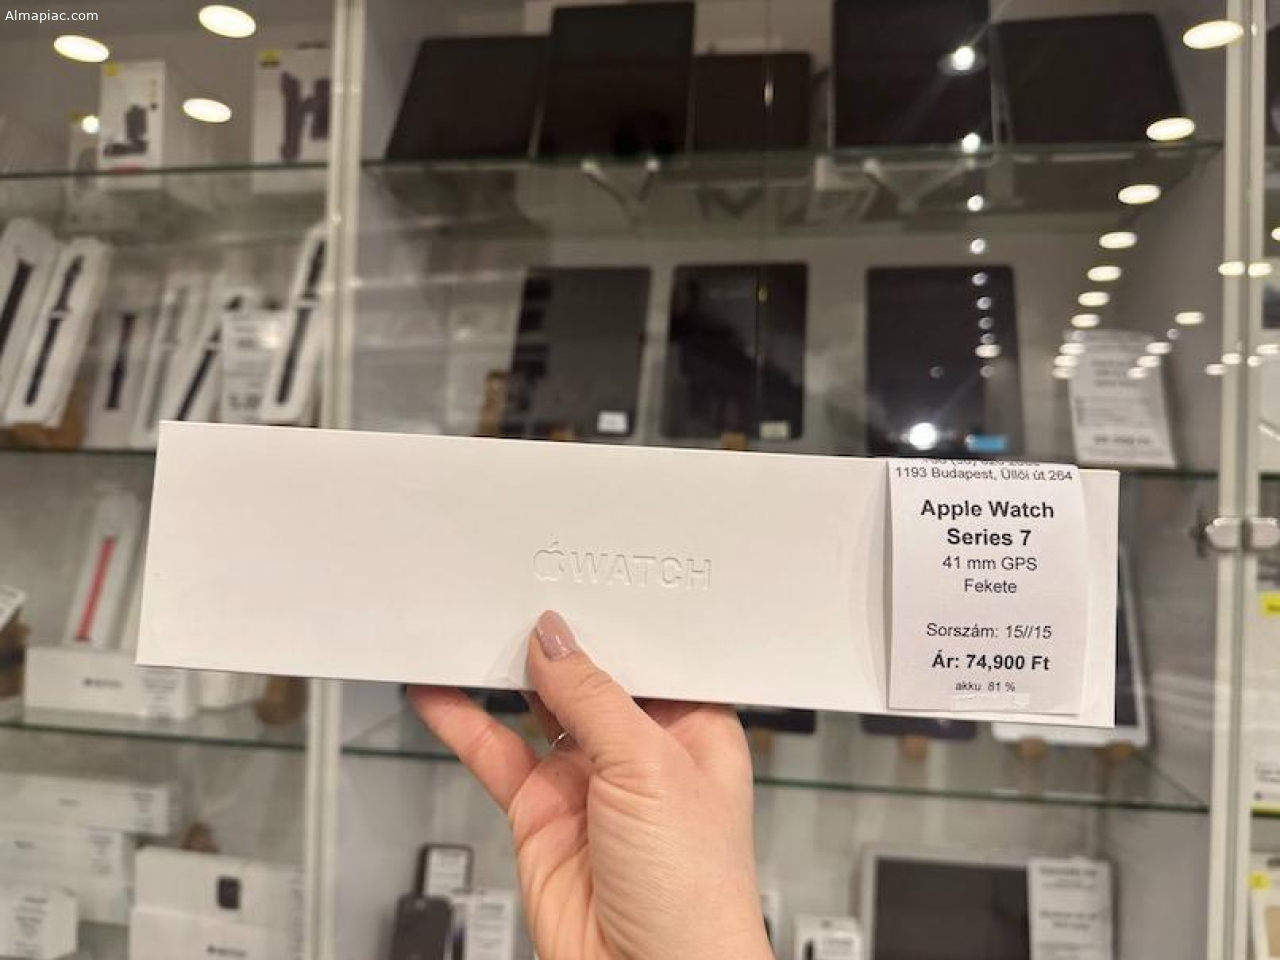 Almapiac.com
1193 Budapest, Üllői út 264
Apple Watch
Series 7
41 mm GPS
Fekete
Sorszám: 15//15
Ár: 74,900 Ft
akku 81 %
WATCH